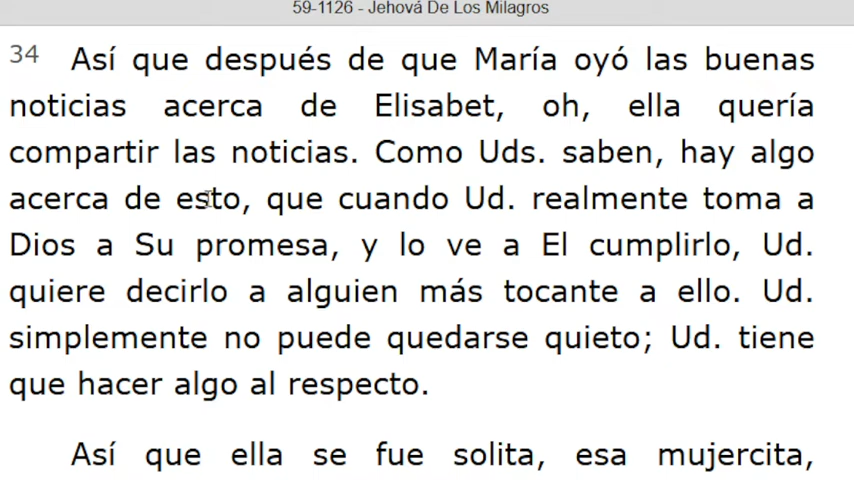 59-1126 - Jehová De Los Milagros
34 Así que después de que María oyó las buenas
noticias acerca de Elisabet, oh, ella quería
compartir las noticias. Como Uds. saben, hay algo
acerca de esto, que cuando Ud. realmente toma a
Dios a Su promesa, y lo ve a El cumplirlo, Ud.
quiere decirlo a alguien más tocante a ello. Ud.
simplemente no puede quedarse quieto; Ud. tiene
que hacer algo al respecto.
Así que ella se fue solita, esa mujercita,